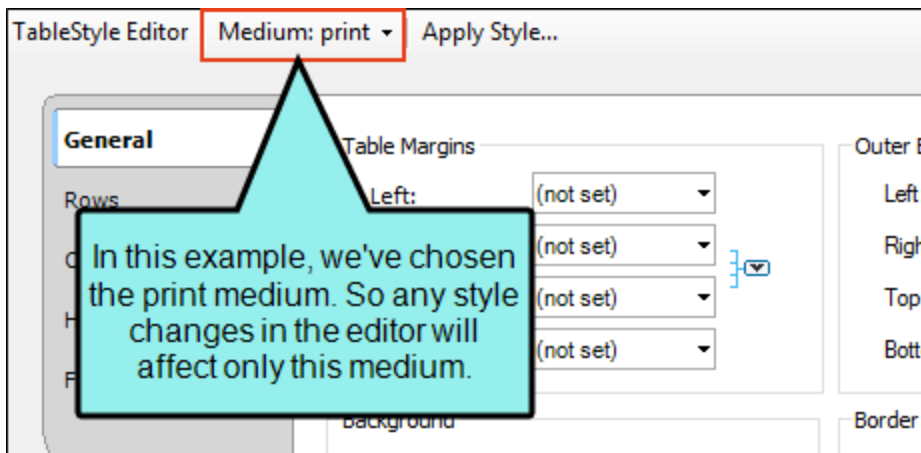 TableStyle Editor Medium: print Apply Style...
General
Table Margins
Outer
Rows
Left:
(not set)
Left
(not set)
(not set)
Top
(not set)
In this example, we've chosen
the print medium. So any style
changes in the editor will
affect only this medium.
Background
Border